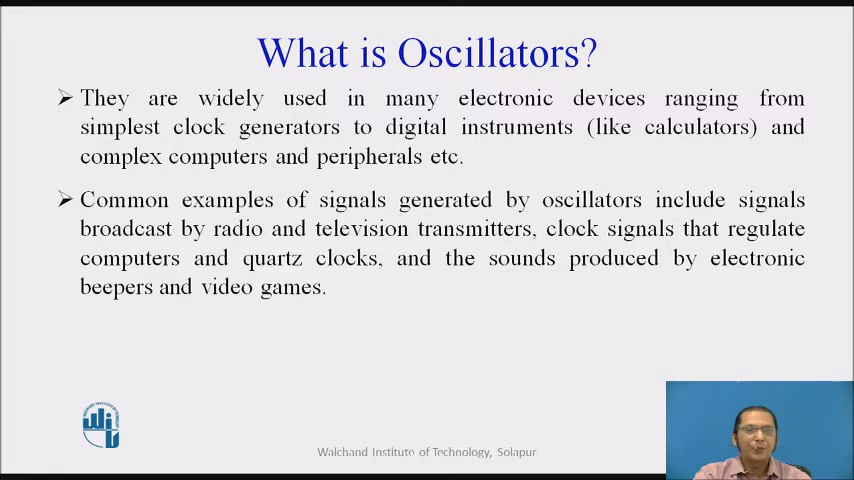 What is Oscillators?
➢ They are widely used in many electronic devices ranging from
simplest clock generators to digital instruments (like calculators) and
complex computers and peripherals etc.
➢ Common examples of signals generated by oscillators include signals
broadcast by radio and television transmitters, clock signals that regulate
computers and quartz clocks, and the sounds produced by electronic
beepers and video games.
Walchand Institute of Technology, Solapur